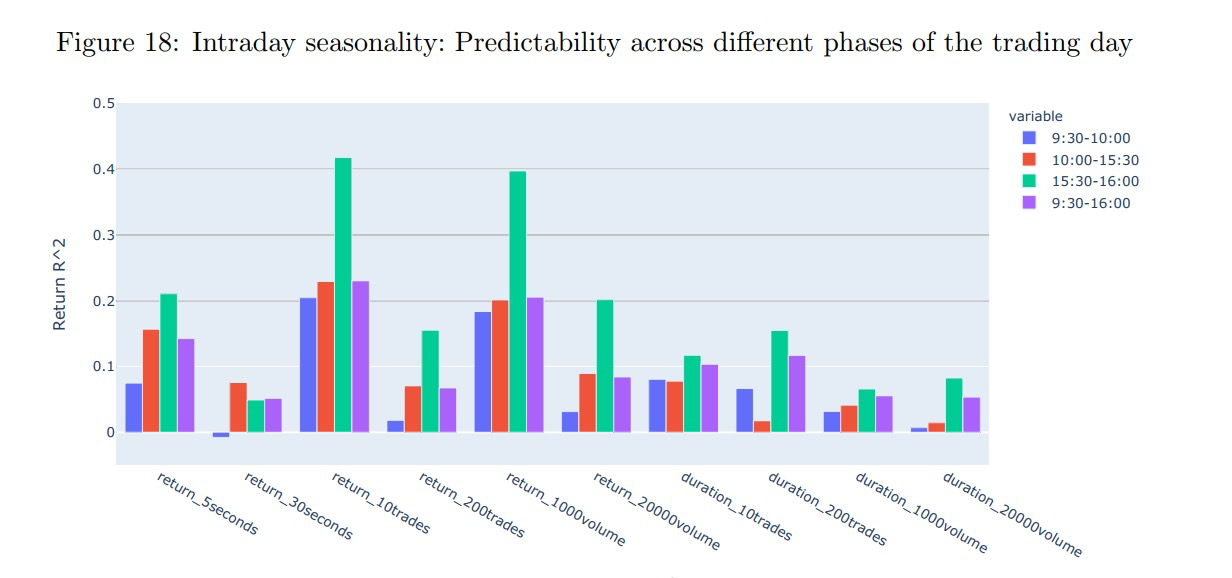 Figure 18: Intraday seasonality: Predictability across different phases of the trading day
0.5
0.4
0.3
0.2
0.1
0
Return R^2
variable
9:30-10:00
10:00-15:30
15:30-16:00
9:30-16:00
return_5seconds
return_30seconds
return_10trades
return_200trades
return_1000volume
return_20000volume
duration_10trades
duration_200trades
duration_1000volume
duration_20000volume